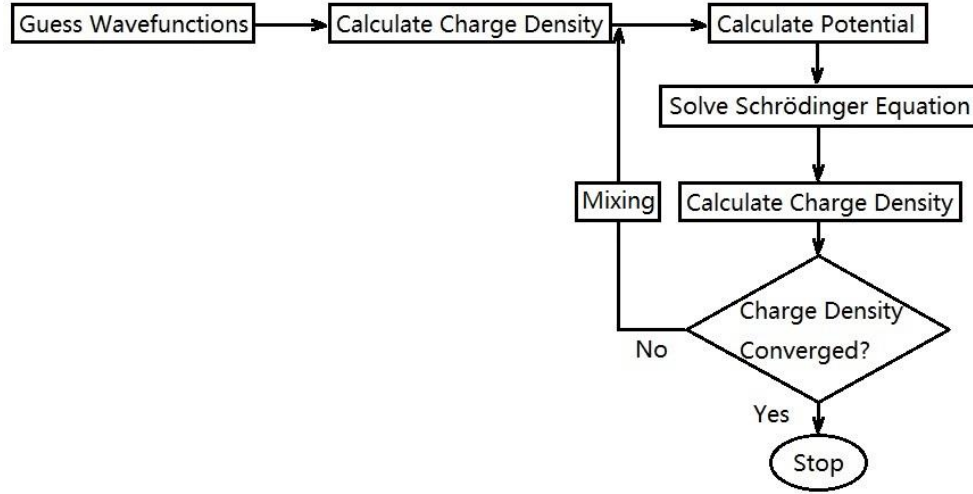 Guess Wavefunctions
Calculate Charge Density
Calculate Potential
Solve Schrödinger Equation
Mixing
Calculate Charge Density
Charge Density
Converged?
No
Yes
Stop